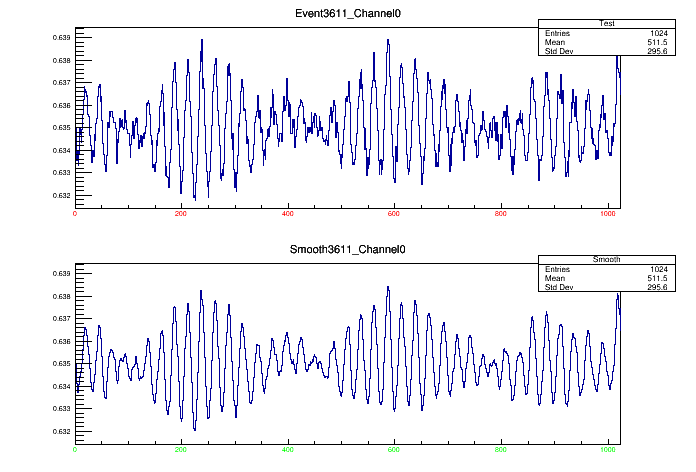 Event3611_Channel0
Test
Entries 1024
Mean 511.5
Std Dev 295.6
0.639
0.638
0.637
0.636
0.635
0.634
0.633
0.632
0 200 400 600 800 1000
Smooth3611_Channel0
Smooth
Entries 1024
Mean 511.5
Std Dev 295.6
0.639
0.638
0.637
0.636
0.635
0.634
0.633
0.632
0 200 400 600 800 1000